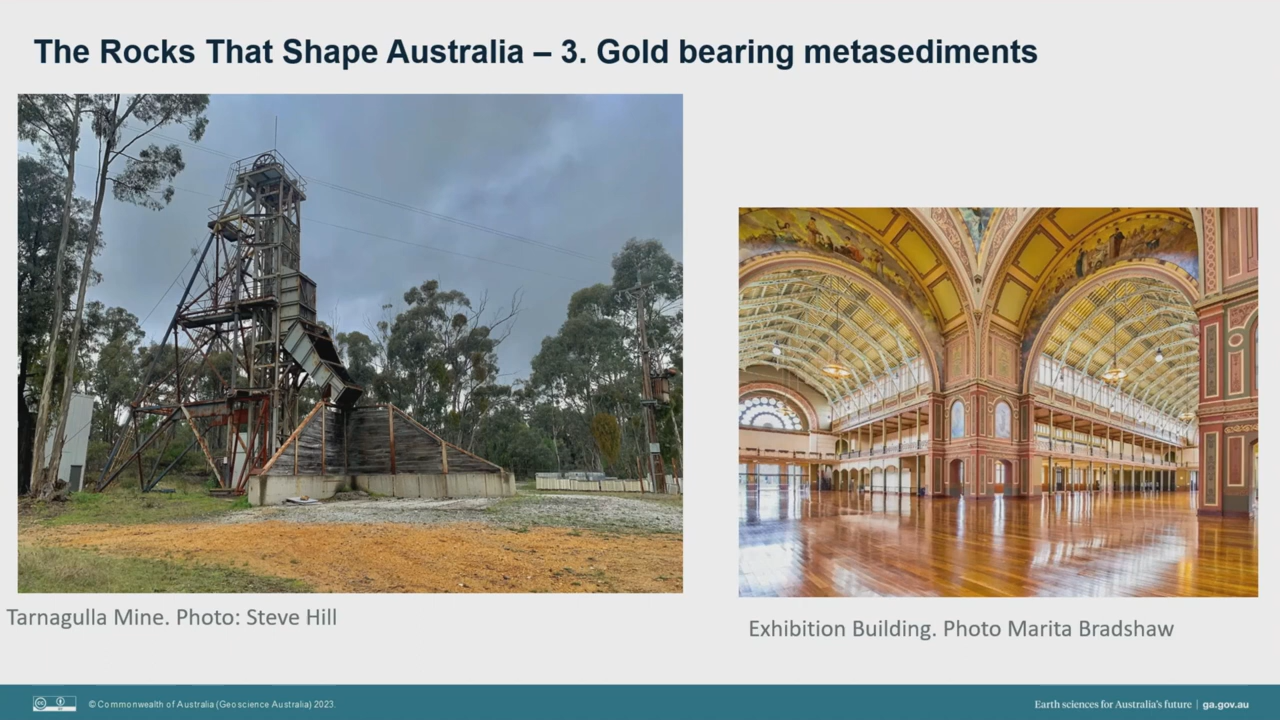 The Rocks That Shape Australia – 3. Gold bearing metasediments
Tarnagulla Mine. Photo: Steve Hill
Exhibition Building. Photo Marita Bradshaw
© Commonwealth of Australia (Geoscience Australia) 2023.
Earth sciences for Australia's future | ga.gov.au